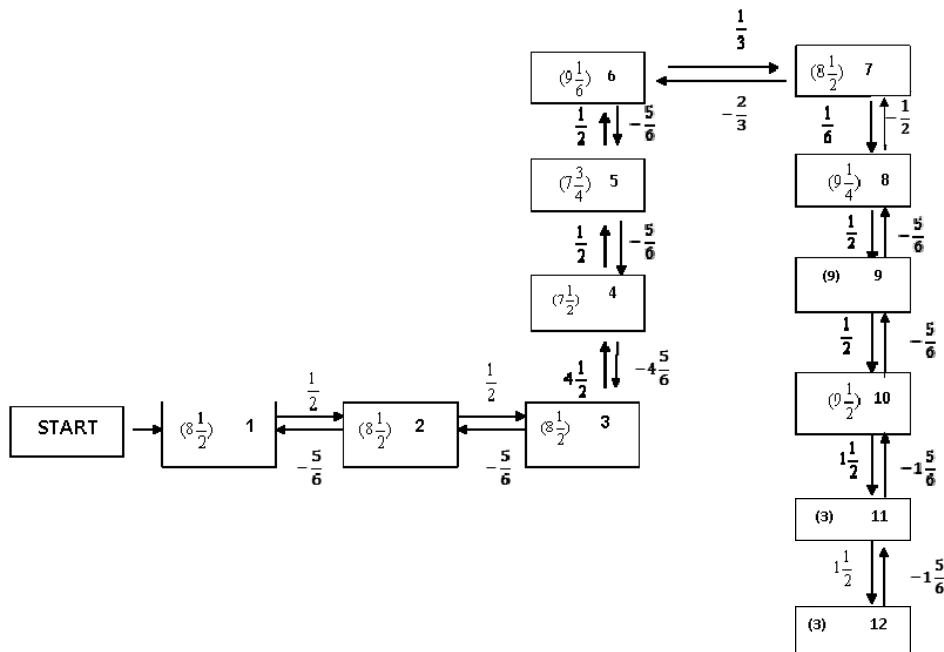 START
(8 1/2) 1
1/2
−5/6
(8 1/2) 2
1/2
−5/6
(8 1/2) 3
4 1/2
−4 5/6
(7 1/2) 4
1/2
−5/6
(7 3/4) 5
1/2
−5/6
(9 1/6) 6
1/3
−2/3
(8 1/2) 7
1/6
−1/2
(9 1/4) 8
1/2
−5/6
(9) 9
1/2
−5/6
(9 1/2) 10
1 1/2
−1 5/6
(3) 11
1 1/2
−1 5/6
(3) 12